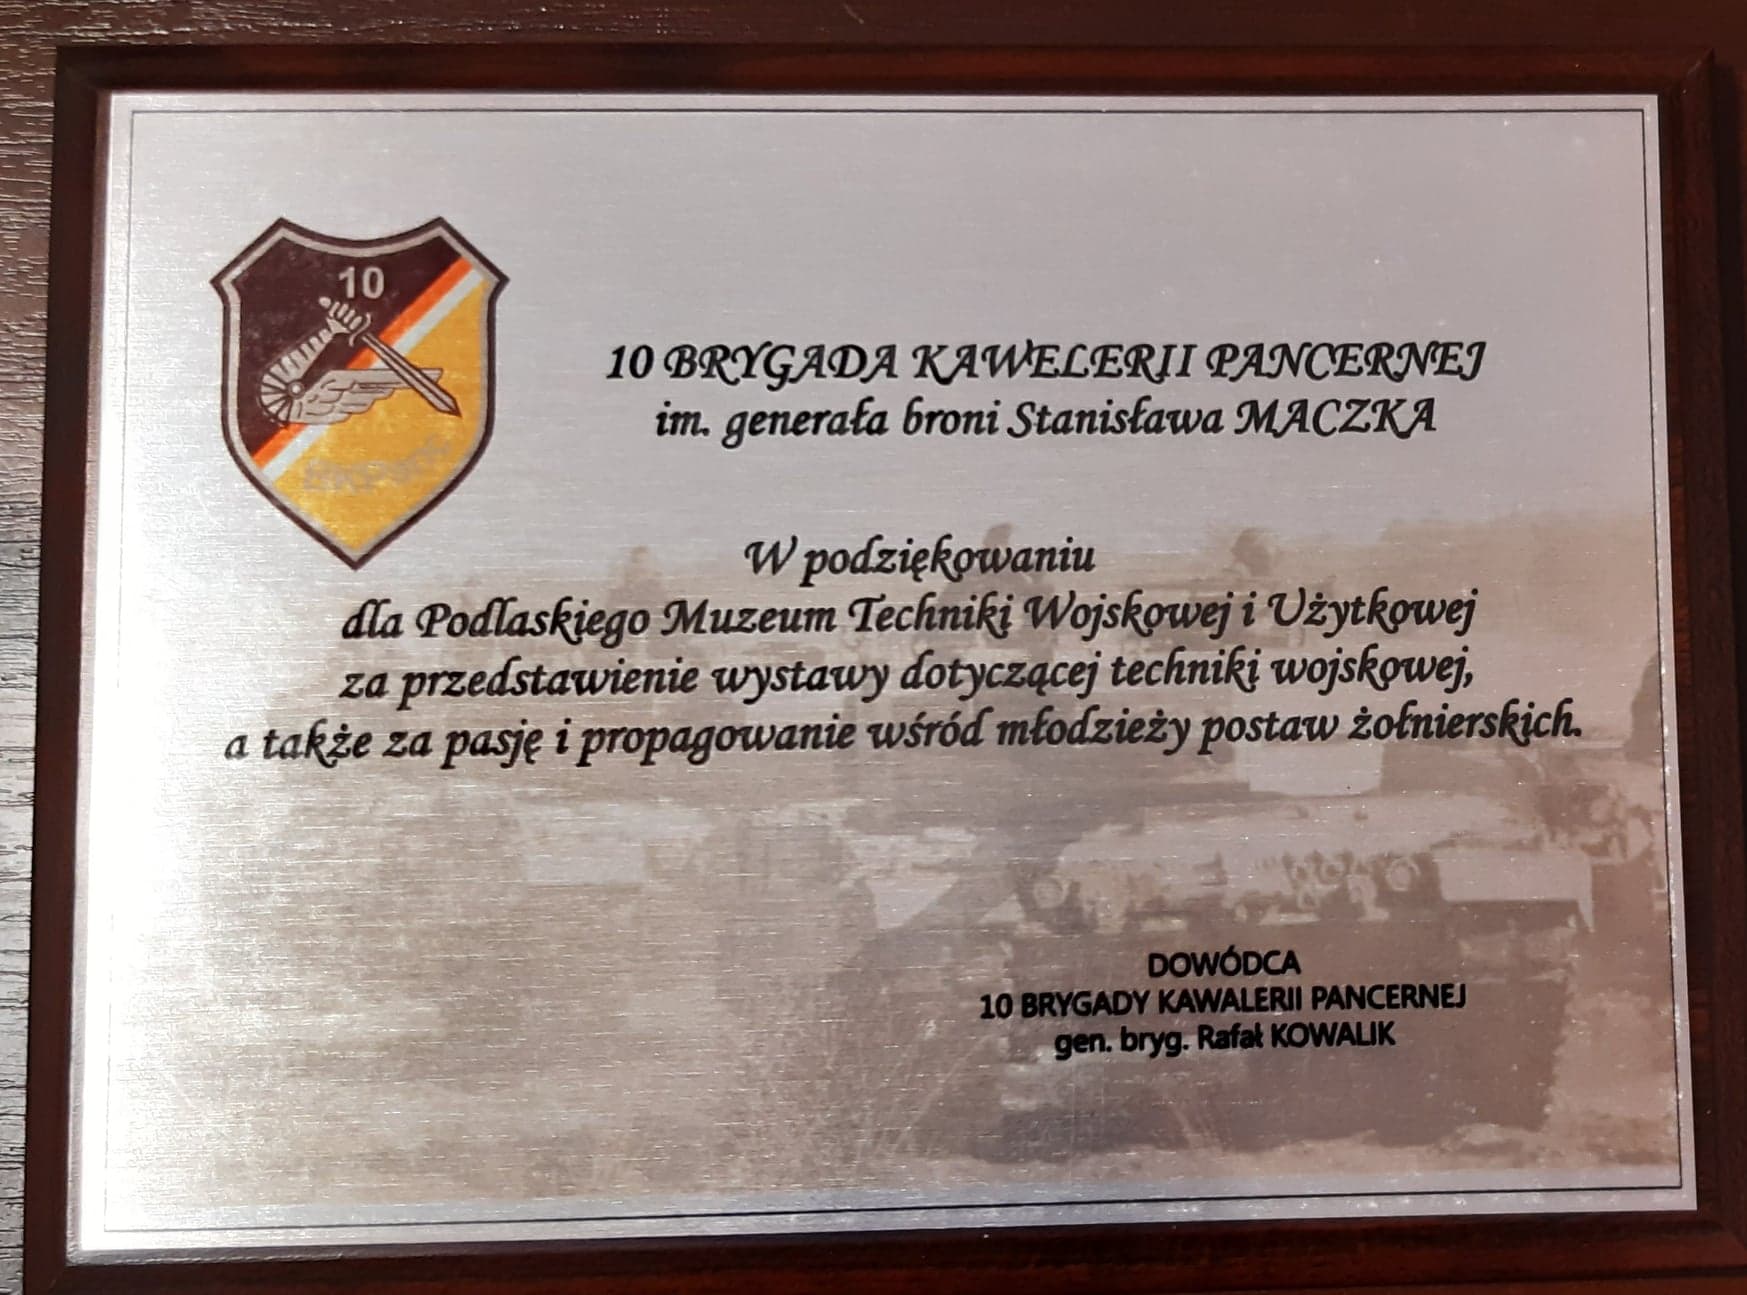 10
10 BRYGADA KAWELERII PANCERNEJ
im. generała broni Stanisława MACZKA
W podziękowaniu
dla Podlaskiego Muzeum Techniki Wojskowej i Użytkowej
za przedstawienie wystawy dotyczącej techniki wojskowej,
a także za pasję i propagowanie wśród młodzieży postaw żołnierskich.
DOWÓDCA
10 BRYGADY KAWALERII PANCERNEJ
gen. bryg. Rafał KOWALIK